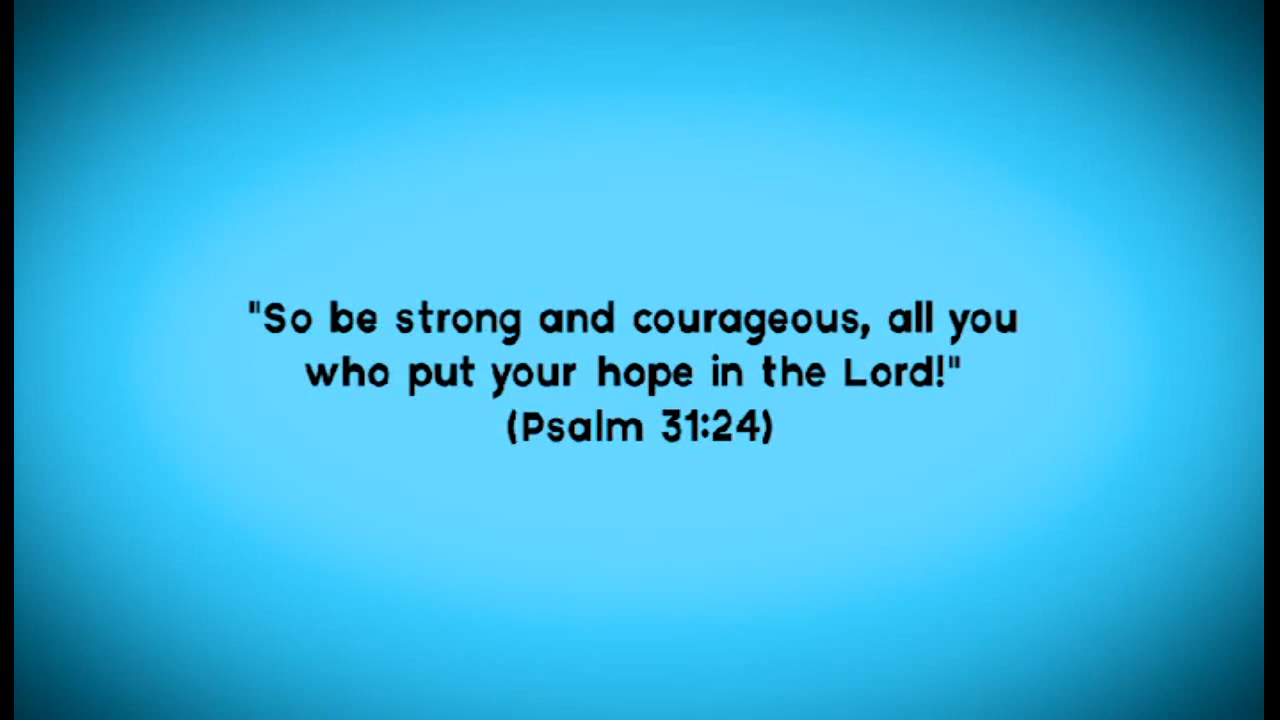 "So be strong and courageous, all you
who put your hope in the Lord!"
(Psalm 31:24)